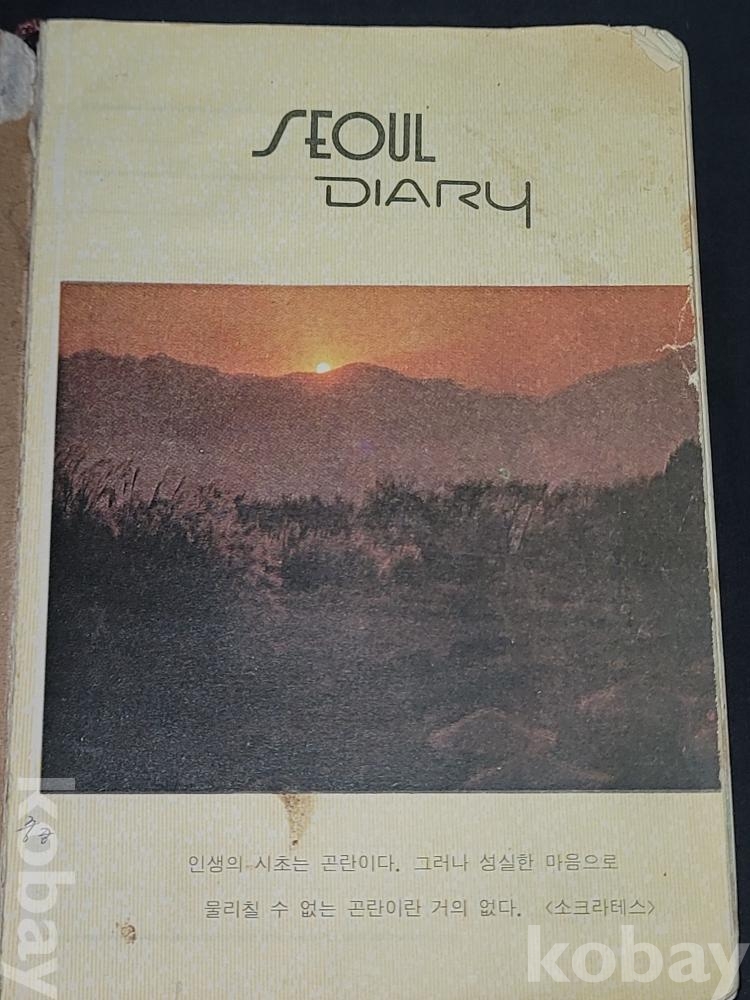 SEOUL
DIARY
인생의 시초는 곤란이다. 그러나 성실한 마음으로
물리칠 수 없는 곤란이란 거의 없다. <소크라테스>
kobay
kobay